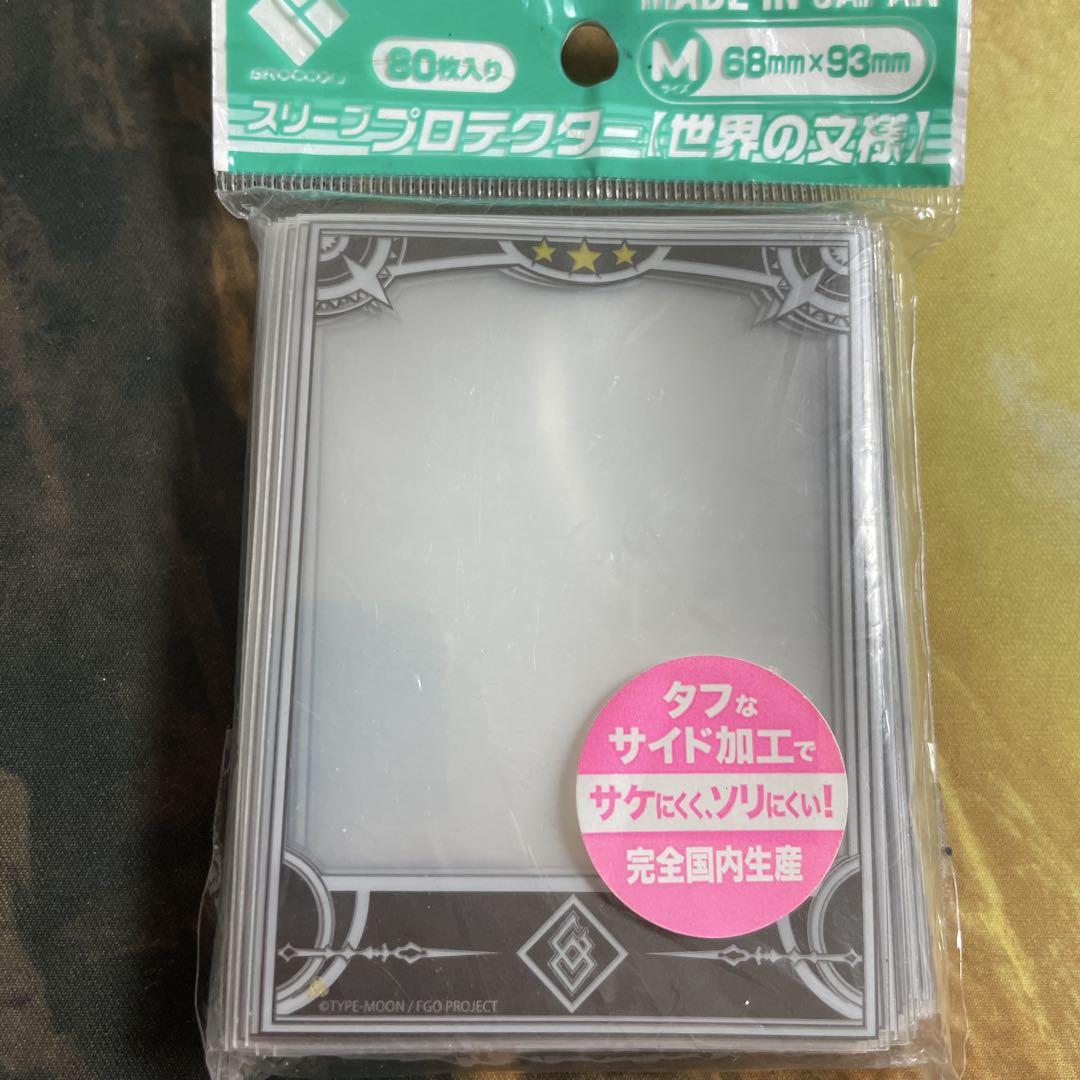 MADE IN JAPAN
BROCCOLI
80枚入り
M
サイズ
68mm×93mm
スリーブプロテクター【世界の文様】
タフな
サイド加工で
サケにくく、ソリにくい!
完全国内生産
©TYPE-MOON / FGO PROJECT